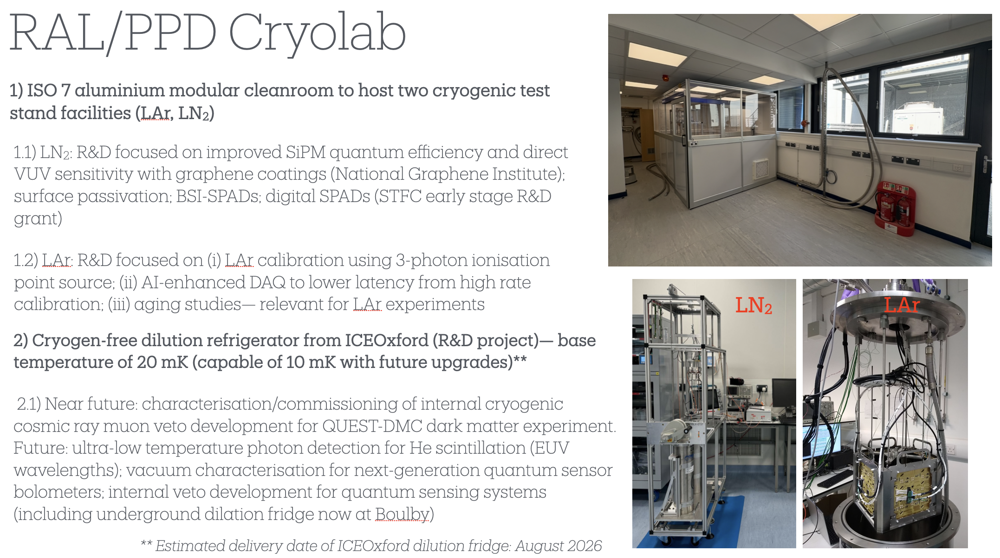 RAL/PPD Cryolab
1) ISO 7 aluminium modular cleanroom to host two cryogenic test
stand facilities (LAr, LN₂)
1.1) LN₂: R&D focused on improved SiPM quantum efficiency and direct
VUV sensitivity with graphene coatings (National Graphene Institute);
surface passivation; BSI-SPADs; digital SPADs (STFC early stage R&D
grant)
1.2) LAr: R&D focused on (i) LAr calibration using 3-photon ionisation
point source; (ii) AI-enhanced DAQ to lower latency from high rate
calibration; (iii) aging studies— relevant for LAr experiments
2) Cryogen-free dilution refrigerator from ICEOxford (R&D project)— base
temperature of 20 mK (capable of 10 mK with future upgrades)**
2.1) Near future: characterisation/commissioning of internal cryogenic
cosmic ray muon veto development for QUEST-DMC dark matter experiment.
Future: ultra-low temperature photon detection for He scintillation (EUV
wavelengths); vacuum characterisation for next-generation quantum sensor
bolometers; internal veto development for quantum sensing systems
(including underground dilation fridge now at Boulby)
** Estimated delivery date of ICEOxford dilution fridge: August 2026
LN₂
LAr